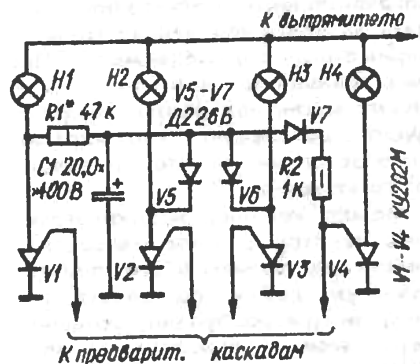 К выпрямителю
H1
H2
H3
H4
V5-V7
Д226Б
R1* 47 к
V7
C1 20,0×
×400 В
R2
1к
V5
V6
V1
V2
V3
V4
V1-V4 КУ202М
К предварит. каскадам